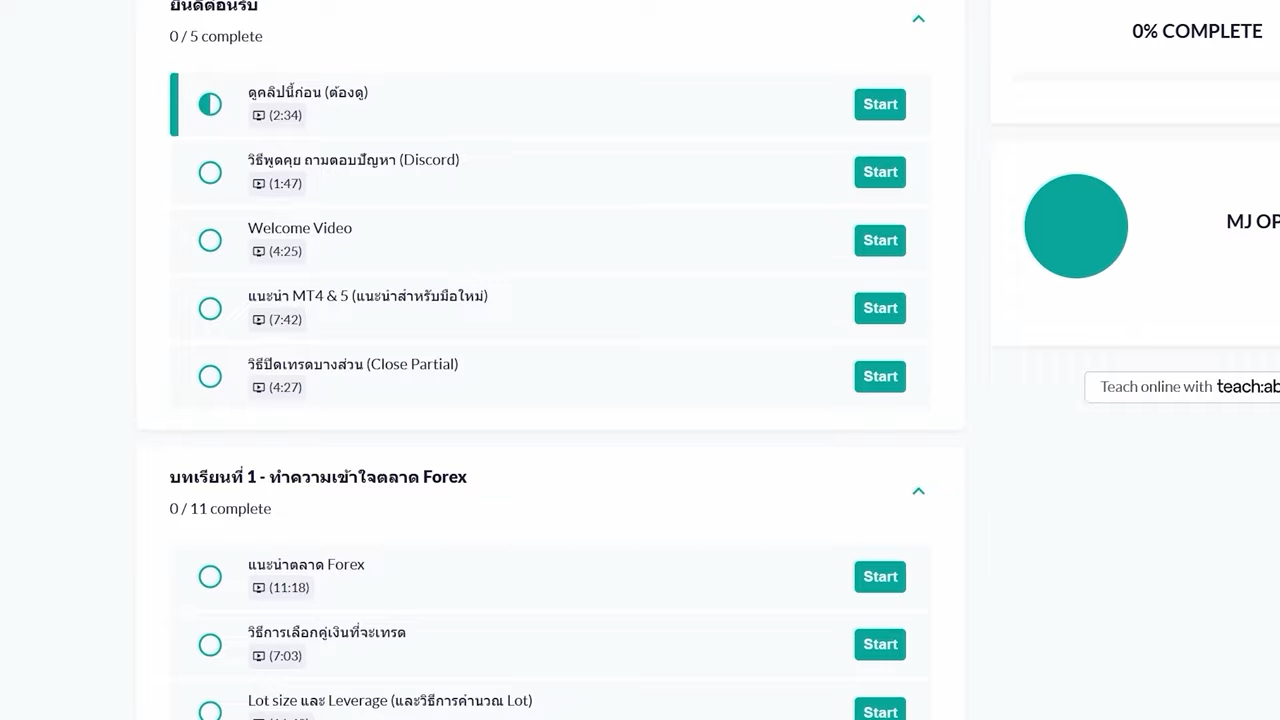 ยินดีต้อนรับ
0 / 5 complete
ดูคลิปนี้ก่อน (ต้องดู)
(2:34)
Start
วิธีพูดคุย ถามตอบปัญหา (Discord)
(1:47)
Start
Welcome Video
(4:25)
Start
แนะนำ MT4 & 5 (แนะนำสำหรับมือใหม่)
(7:42)
Start
วิธีปิดเทรดบางส่วน (Close Partial)
(4:27)
Start
บทเรียนที่ 1 - ทำความเข้าใจตลาด Forex
0 / 11 complete
แนะนำตลาด Forex
(11:18)
Start
วิธีการเลือกคู่เงินที่จะเทรด
(7:03)
Start
Lot size และ Leverage (และวิธีการคำนวณ Lot)
Start
0% COMPLETE
MJ OP
Teach online with teach:ab